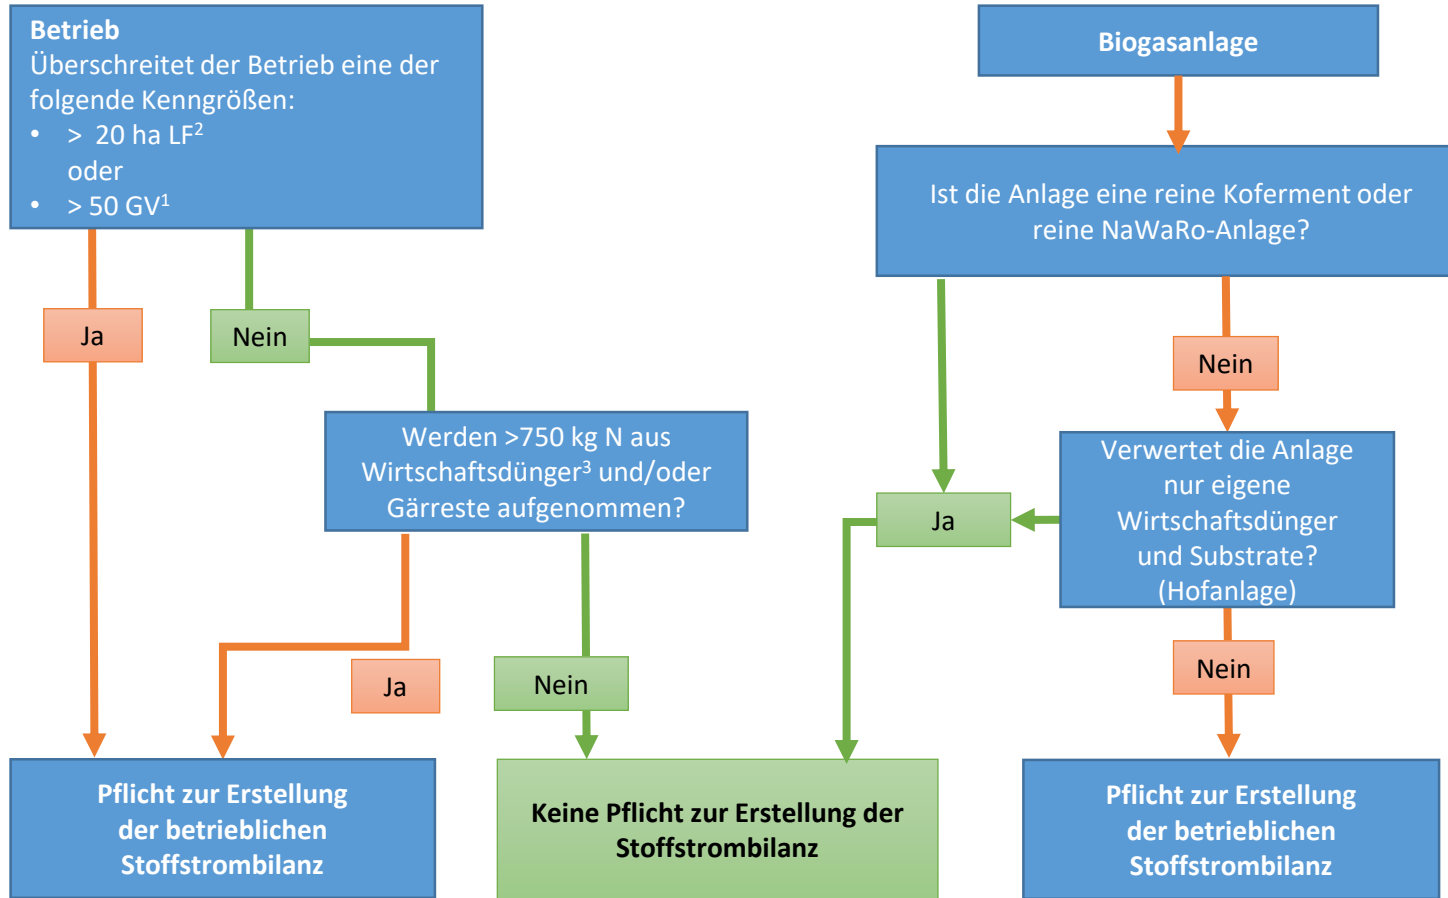 Betrieb
Überschreitet der Betrieb eine der
folgende Kenngrößen:
• > 20 ha LF²
oder
• > 50 GV¹
Ja
Nein
Werden >750 kg N aus
Wirtschaftsdünger³ und/oder
Gärreste aufgenommen?
Ja
Nein
Pflicht zur Erstellung
der betrieblichen
Stoffstrombilanz
Keine Pflicht zur Erstellung der
Stoffstrombilanz
Biogasanlage
Ist die Anlage eine reine Koferment oder
reine NaWaRo-Anlage?
Nein
Ja
Verwertet die Anlage
nur eigene
Wirtschaftsdünger
und Substrate?
(Hofanlage)
Nein
Pflicht zur Erstellung
der betrieblichen
Stoffstrombilanz